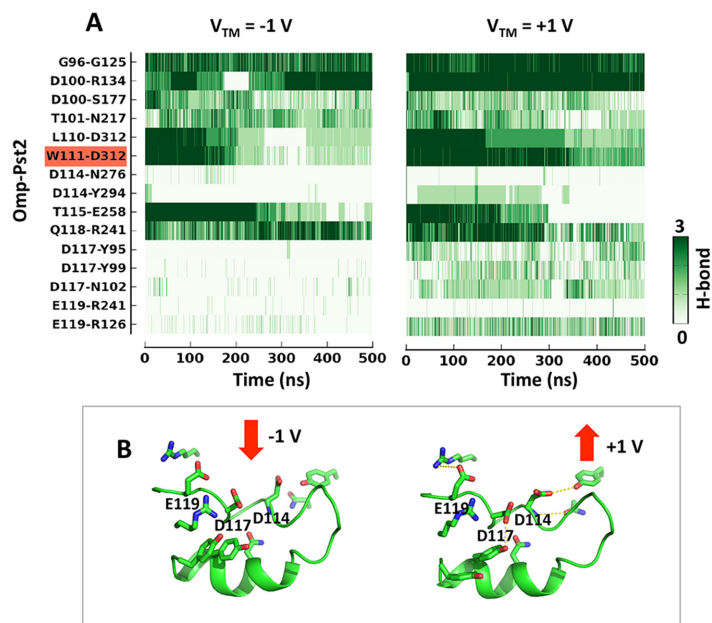 A
V_TM = -1 V
V_TM = +1 V
Omp-Pst2
G96-G125
D100-R134
D100-S177
T101-N217
L110-D312
W111-D312
D114-N276
D114-Y294
T115-E258
Q118-R241
D117-Y95
D117-Y99
D117-N102
E119-R241
E119-R126
0 100 200 300 400 500
Time (ns)
0 100 200 300 400 500
Time (ns)
3
H-bond
0
B
-1 V
E119
D117
D114
+1 V
E119
D117
D114